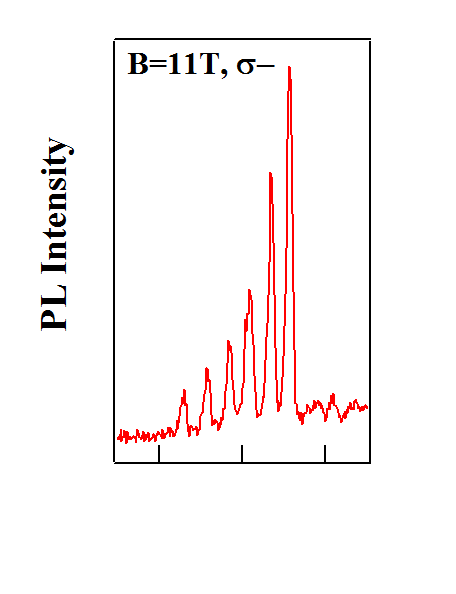 B=11T, σ−
PL Intensity